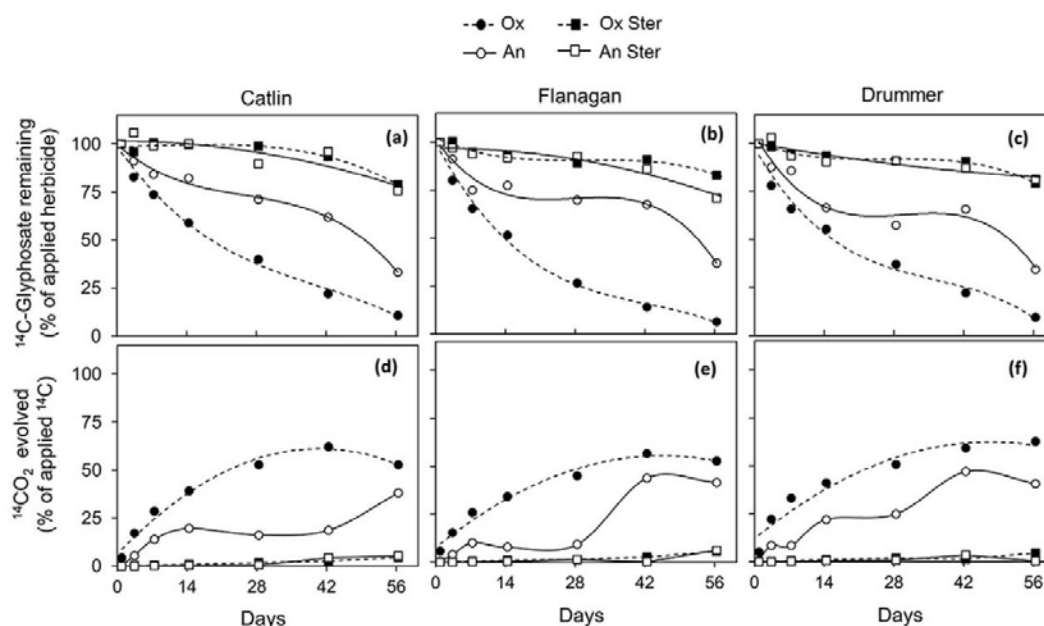 Ox Ox Ster
An An Ster
Catlin Flanagan Drummer
¹⁴C-Glyphosate remaining
(% of applied herbicide)
100
75
50
25
0
(a) (b) (c)
¹⁴CO₂ evolved
(% of applied ¹⁴C)
100
75
50
25
0
(d) (e) (f)
0 14 28 42 56 0 14 28 42 56 0 14 28 42 56
Days Days Days